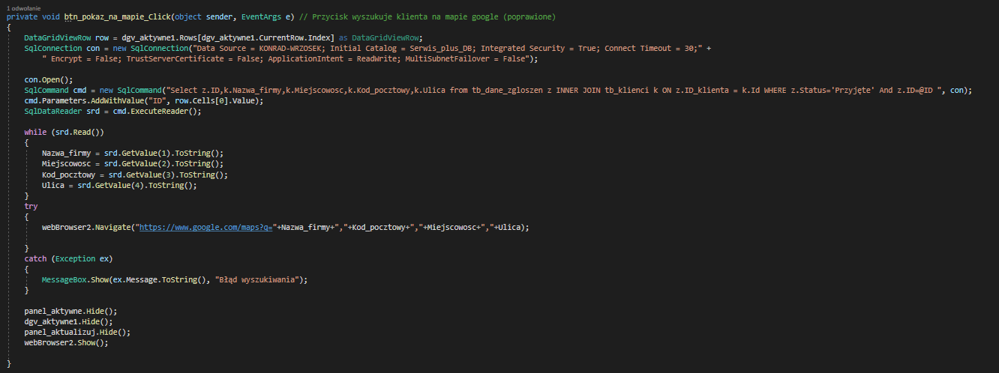 1 odwołanie
private void btn_pokaz_na_mapie_Click(object sender, EventArgs e) // Przycisk wyszukuje klienta na mapie google (poprawione)
{
DataGridViewRow row = dgv_aktywne1.Rows[dgv_aktywne1.CurrentRow.Index] as DataGridViewRow;
SqlConnection con = new SqlConnection("Data Source = KONRAD-WRZOSEK; Initial Catalog = Serwis_plus_DB; Integrated Security = True; Connect Timeout = 30;" +
" Encrypt = False; TrustServerCertificate = False; ApplicationIntent = ReadWrite; MultiSubnetFailover = False");
con.Open();
SqlCommand cmd = new SqlCommand("Select z.ID,k.Nazwa_firmy,k.Miejscowosc,k.Kod_pocztowy,k.Ulica from tb_dane_zgloszen z INNER JOIN tb_klienci k ON z.ID_klienta = k.Id WHERE z.Status='Przyjęte' And z.ID=@ID ", con);
cmd.Parameters.AddWithValue("ID", row.Cells[0].Value);
SqlDataReader srd = cmd.ExecuteReader();
while (srd.Read())
{
Nazwa_firmy = srd.GetValue(1).ToString();
Miejscowosc = srd.GetValue(2).ToString();
Kod_pocztowy = srd.GetValue(3).ToString();
Ulica = srd.GetValue(4).ToString();
}
try
{
webBrowser2.Navigate("https://www.google.com/maps?q="+Nazwa_firmy+","+Kod_pocztowy+","+Miejscowosc+","+Ulica);
}
catch (Exception ex)
{
MessageBox.Show(ex.Message.ToString(), "Błąd wyszukiwania");
}
panel_aktywne.Hide();
dgv_aktywne1.Hide();
panel_aktualizuj.Hide();
webBrowser2.Show();
}